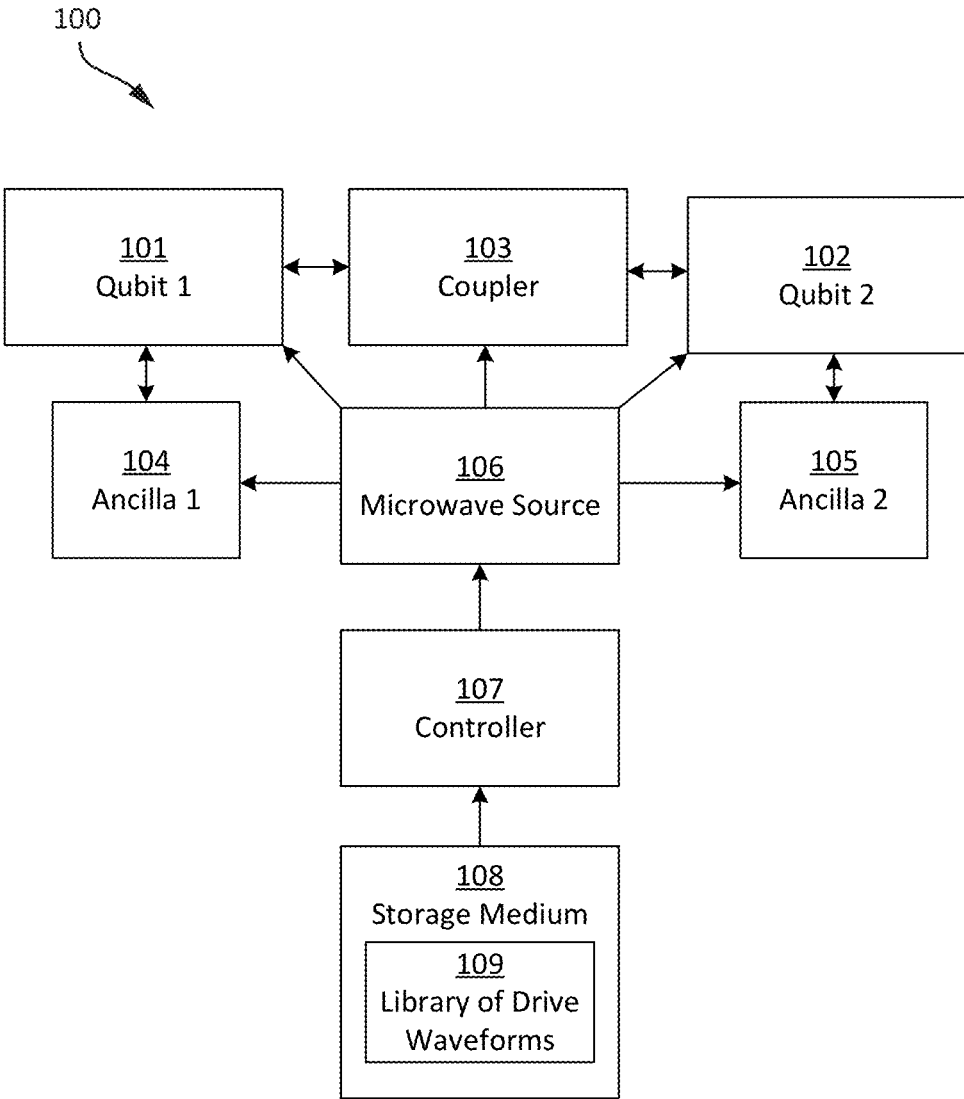 100
101
Qubit 1
103
Coupler
102
Qubit 2
104
Ancilla 1
106
Microwave Source
105
Ancilla 2
107
Controller
108
Storage Medium
109
Library of Drive
Waveforms